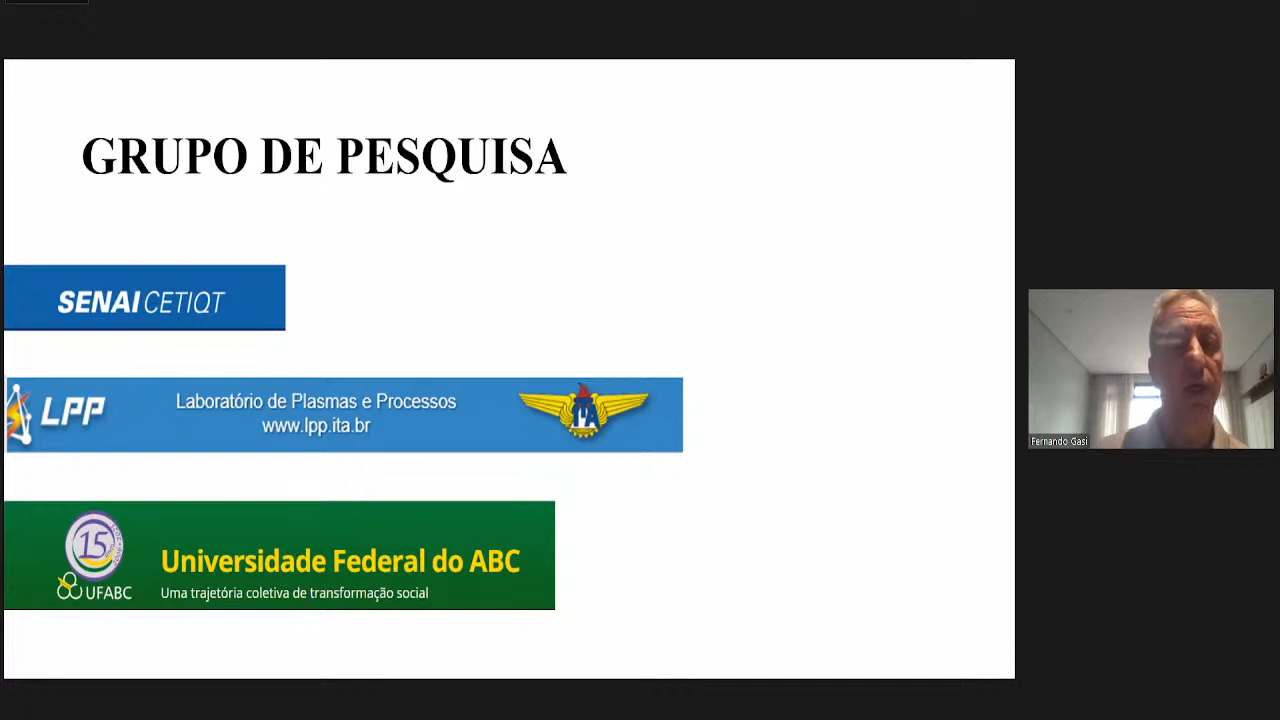 GRUPO DE PESQUISA
SENAI CETIQT
LPP
Laboratório de Plasmas e Processos
www.lpp.ita.br
ITA
15
UFABC
Universidade Federal do ABC
Uma trajetória coletiva de transformação social
Fernando Gasi